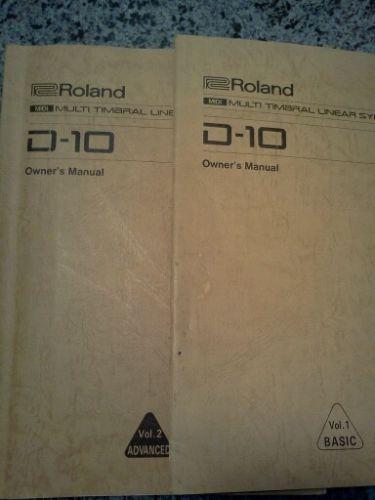 Roland
MIDI MULTI TIMBRAL LINE
D-10
Owner's Manual
Vol.2
ADVANCED
Roland
MIDI MULTI TIMBRAL LINEAR SY
D-10
Owner's Manual
Vol.1
BASIC